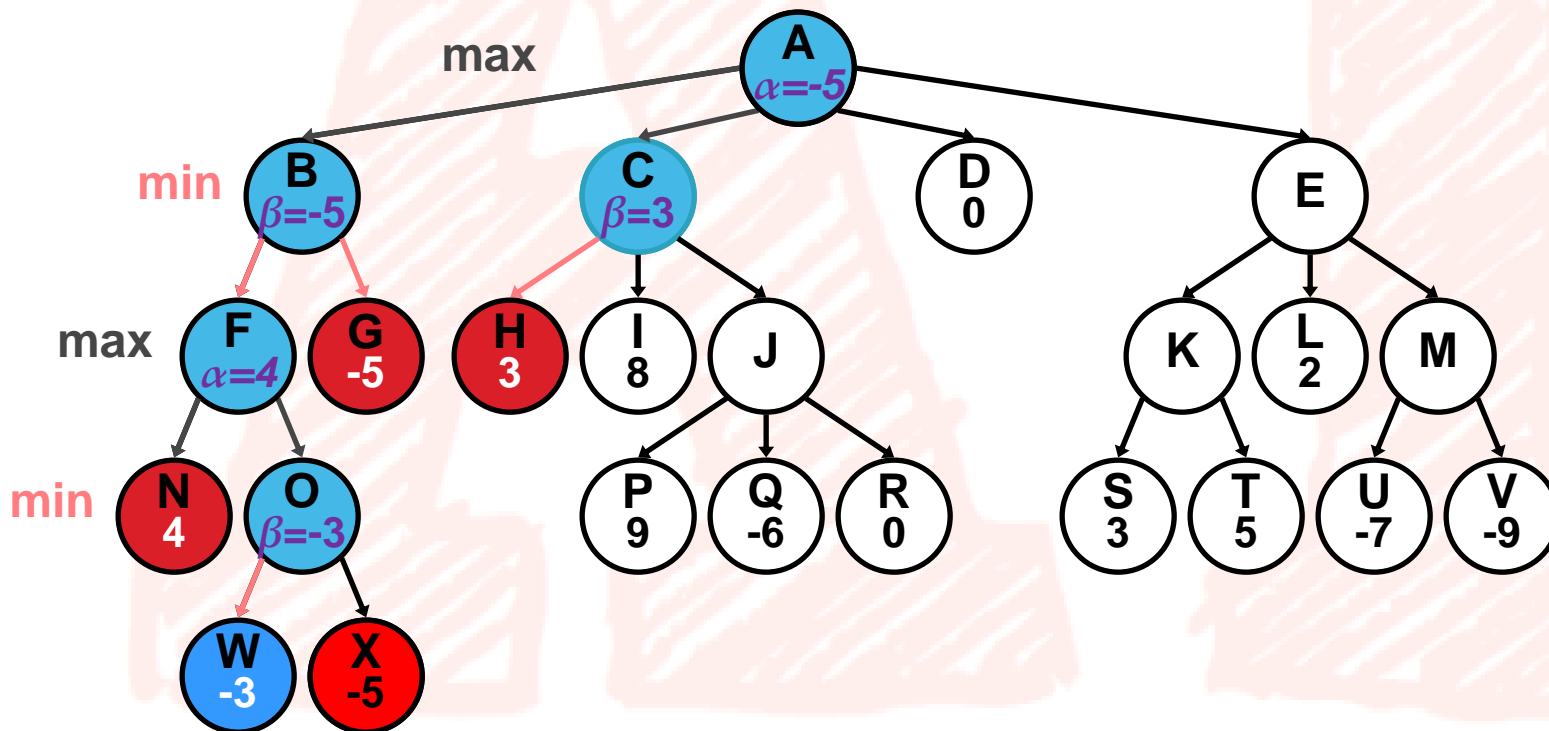 max
A
α=-5
min
B
β=-5
C
β=3
D
0
E
max
F
α=4
G
-5
H
3
I
8
J
K
L
2
M
min
N
4
O
β=-3
P
9
Q
-6
R
0
S
3
T
5
U
-7
V
-9
W
-3
X
-5